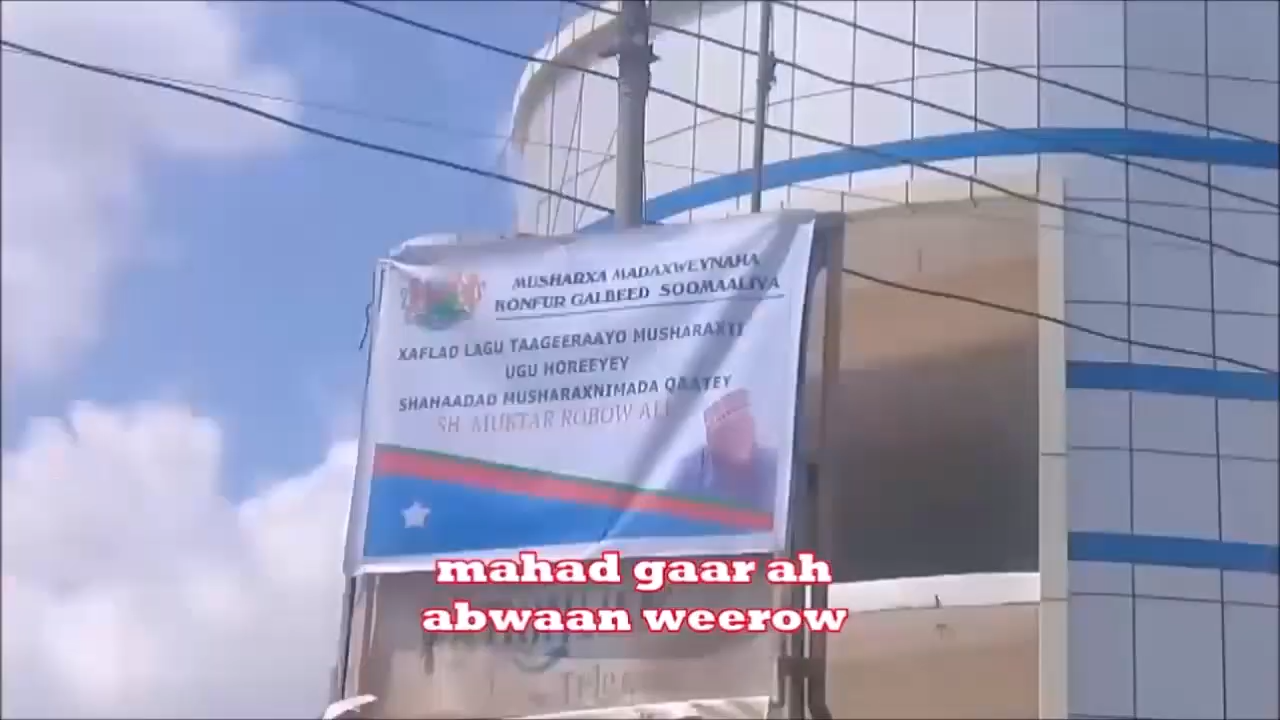 MUSHARXA MADAXWEYNAHA
KONFUR GALBEED SOOMAALIYA
XAFLAD LAGU TAAGEERAAYO MUSHARAXII
UGU HOREEYEY
SHAHAADAD MUSHARAXNIMADA QAATEY
SH. MUKTAR ROBOW ALI
mahad gaar ah
abwaan weerow